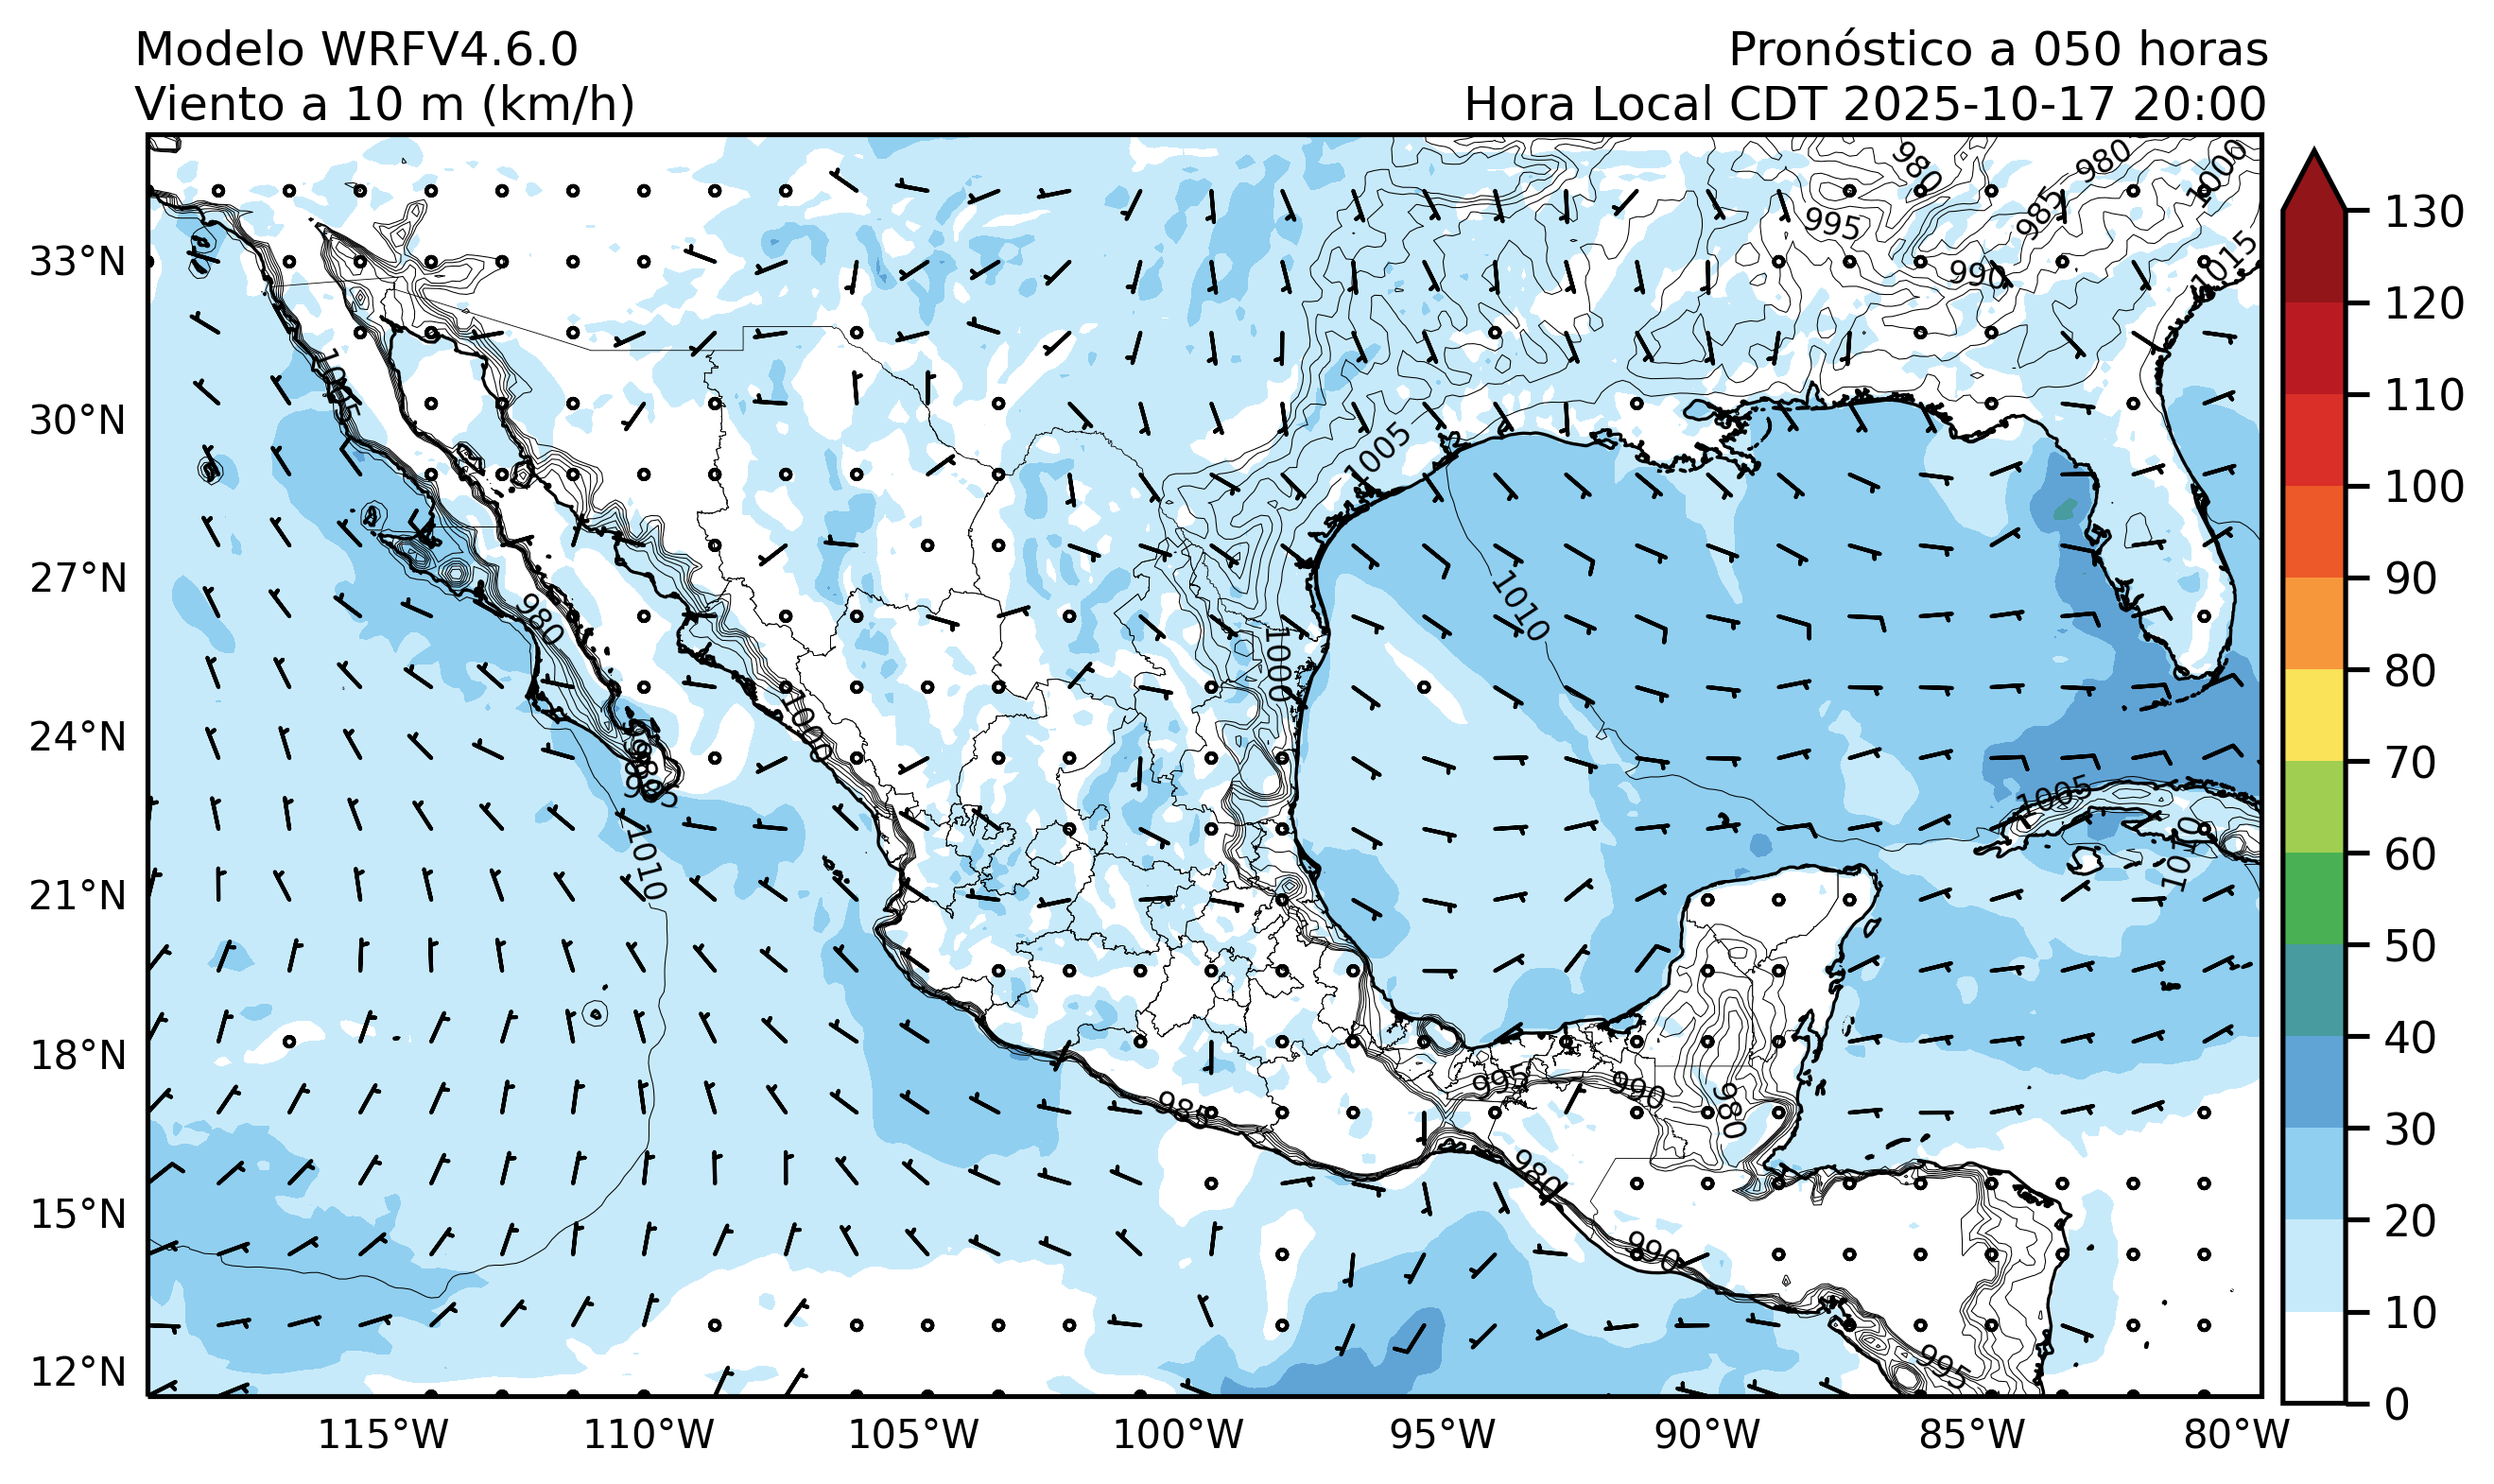 Modelo WRFV4.6.0
Pronóstico a 050 horas
Viento a 10 m (km/h)
Hora Local CDT 2025-10-17 20:00
980
980
1000
995
985
990
1015
1005
1005
1010
980
1000
1000
985
1005
1010
1010
985
995
990
980
980
990
995
33°N
30°N
27°N
24°N
21°N
18°N
15°N
12°N
115°W
110°W
105°W
100°W
95°W
90°W
85°W
80°W
130
120
110
100
90
80
70
60
50
40
30
20
10
0